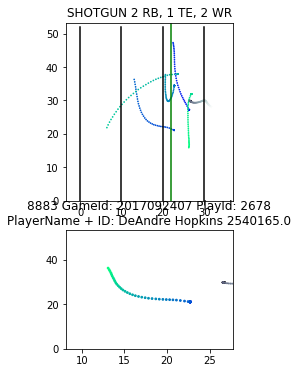 SHOTGUN 2 RB, 1 TE, 2 WR
50
40
30
20
10
0
0 10 20 30
8883 GameId: 2017092407 PlayId: 2678
PlayerName + ID: DeAndre Hopkins 2540165.0
40
20
0
10 15 20 25